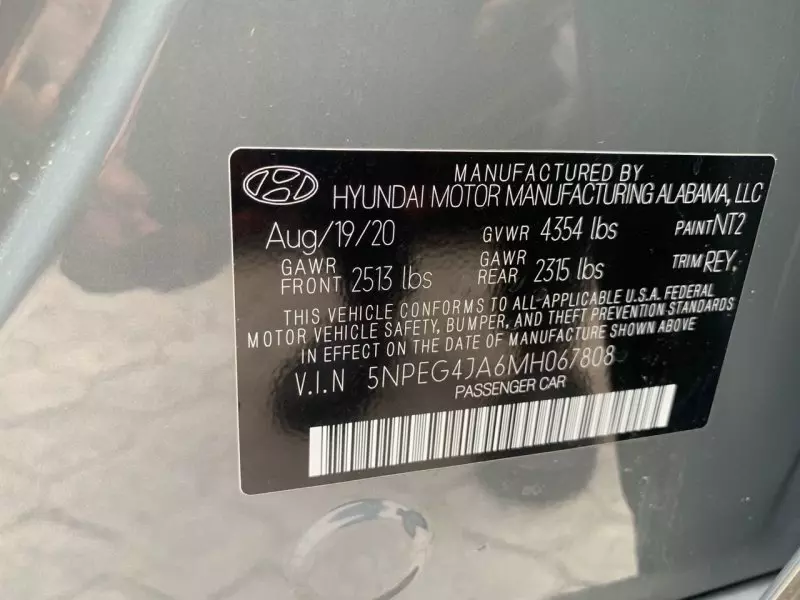 MANUFACTURED BY
HYUNDAI MOTOR MANUFACTURING ALABAMA, LLC
Aug/19/20 GVWR 4354 lbs PAINT NT2
GAWR FRONT 2513 lbs GAWR REAR 2315 lbs TRIM REY.
THIS VEHICLE CONFORMS TO ALL APPLICABLE U.S.A. FEDERAL
MOTOR VEHICLE SAFETY, BUMPER, AND THEFT PREVENTION STANDARDS
IN EFFECT ON THE DATE OF MANUFACTURE SHOWN ABOVE
V.I.N 5NPEG4JA6MH067808
PASSENGER CAR